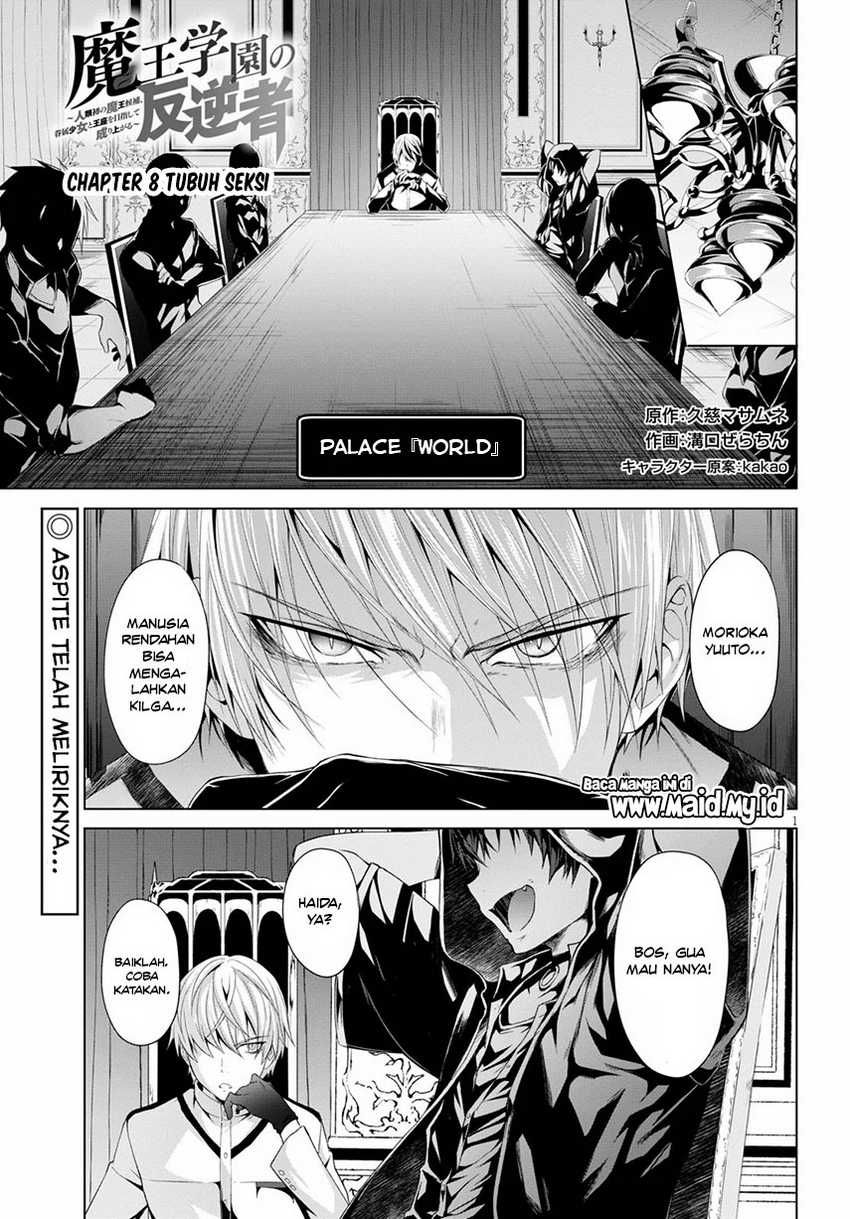 魔王学園の
反逆者
～人類初の魔王候補、
眷属少女と王座を目指して
成り上がる～
CHAPTER 8 TUBUH SEKSI
原作:久慈マサムネ
作画:溝口ぜらちん
キャラクター原案:kakao
PALACE 『WORLD』
◎ ASPITE TELAH MELIRIKNYA...
MORIOKA
YUUTO...
MANUSIA
RENDAHAN
BISA
MENGA-
LAHKAN
KILGA...
Baca Manga ini di
www.Maid.My.id
1
BOS, GUA
MAU NANYA!
HAIDA,
YA?
BAIKLAH,
COBA
KATAKAN.